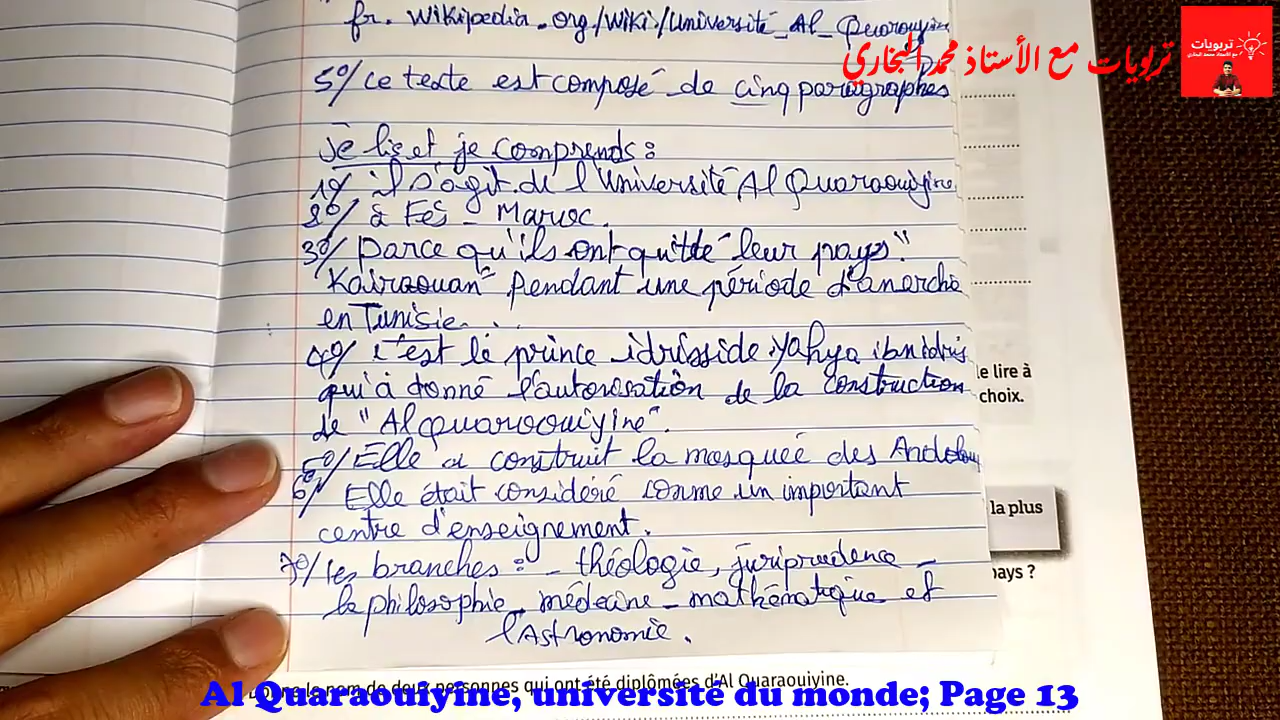 fr. Wikipedia.org/Wiki/Université_Al_Quarouyine
تربويات مع الأستاذ محمد البخاري
تربويات
5°/ Le texte est composé de cinq paragraphes
Je lis et je comprends :
1°/ il s'agit de l'Université Al Quaraouiyine
2°/ à Fès - Maroc.
3°/ Parce qu'ils ont quitté leur pays "
Kairaouan" pendant une période d'anarchie
en Tunisie...
4°/ C'est le prince idrisside Yahya ibn idris
qui à donné l'autorosation de la construction
de "Al Quaraouiyine".
5°/ Elle a construit la mosquée des Andalous
6°/ Elle était considéré comme un important
centre d'enseignement.
7°/ Les branches : - théologie, jurisprudence -
la philosophie - médecine - mathématique et
l'Astronomie.
le lire à
choix.
la plus
pays ?
le nom de deux personnes qui ont été diplômées d'Al Quaraouiyine.
Al Quaraouiyine, université du monde; Page 13